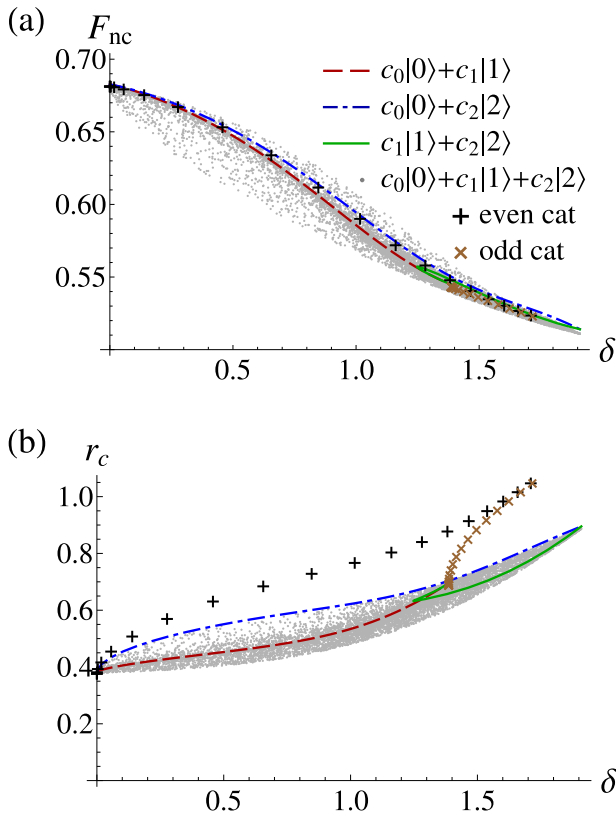 (a)
F_nc
0.70
0.65
0.60
0.55
0.5 1.0 1.5 δ
c₀|0⟩+c₁|1⟩
c₀|0⟩+c₂|2⟩
c₁|1⟩+c₂|2⟩
c₀|0⟩+c₁|1⟩+c₂|2⟩
even cat
odd cat
(b)
r_c
1.0
0.8
0.6
0.4
0.2
0.5 1.0 1.5 δ